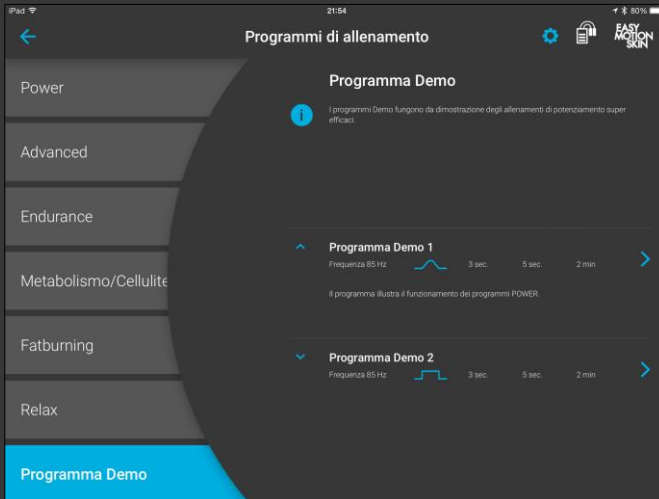 iPad 21:54 80%
Programmi di allenamento
EASY
MOTION
SKIN
Power
Advanced
Endurance
Metabolismo/Cellulite
Fatburning
Relax
Programma Demo
Programma Demo
i
I programmi Demo fungono da dimostrazione degli allenamenti di potenziamento super
efficaci.
Programma Demo 1
Frequenza 85 Hz 3 sec. 5 sec. 2 min
Il programma illustra il funzionamento dei programmi POWER.
Programma Demo 2
Frequenza 85 Hz 3 sec. 5 sec. 2 min